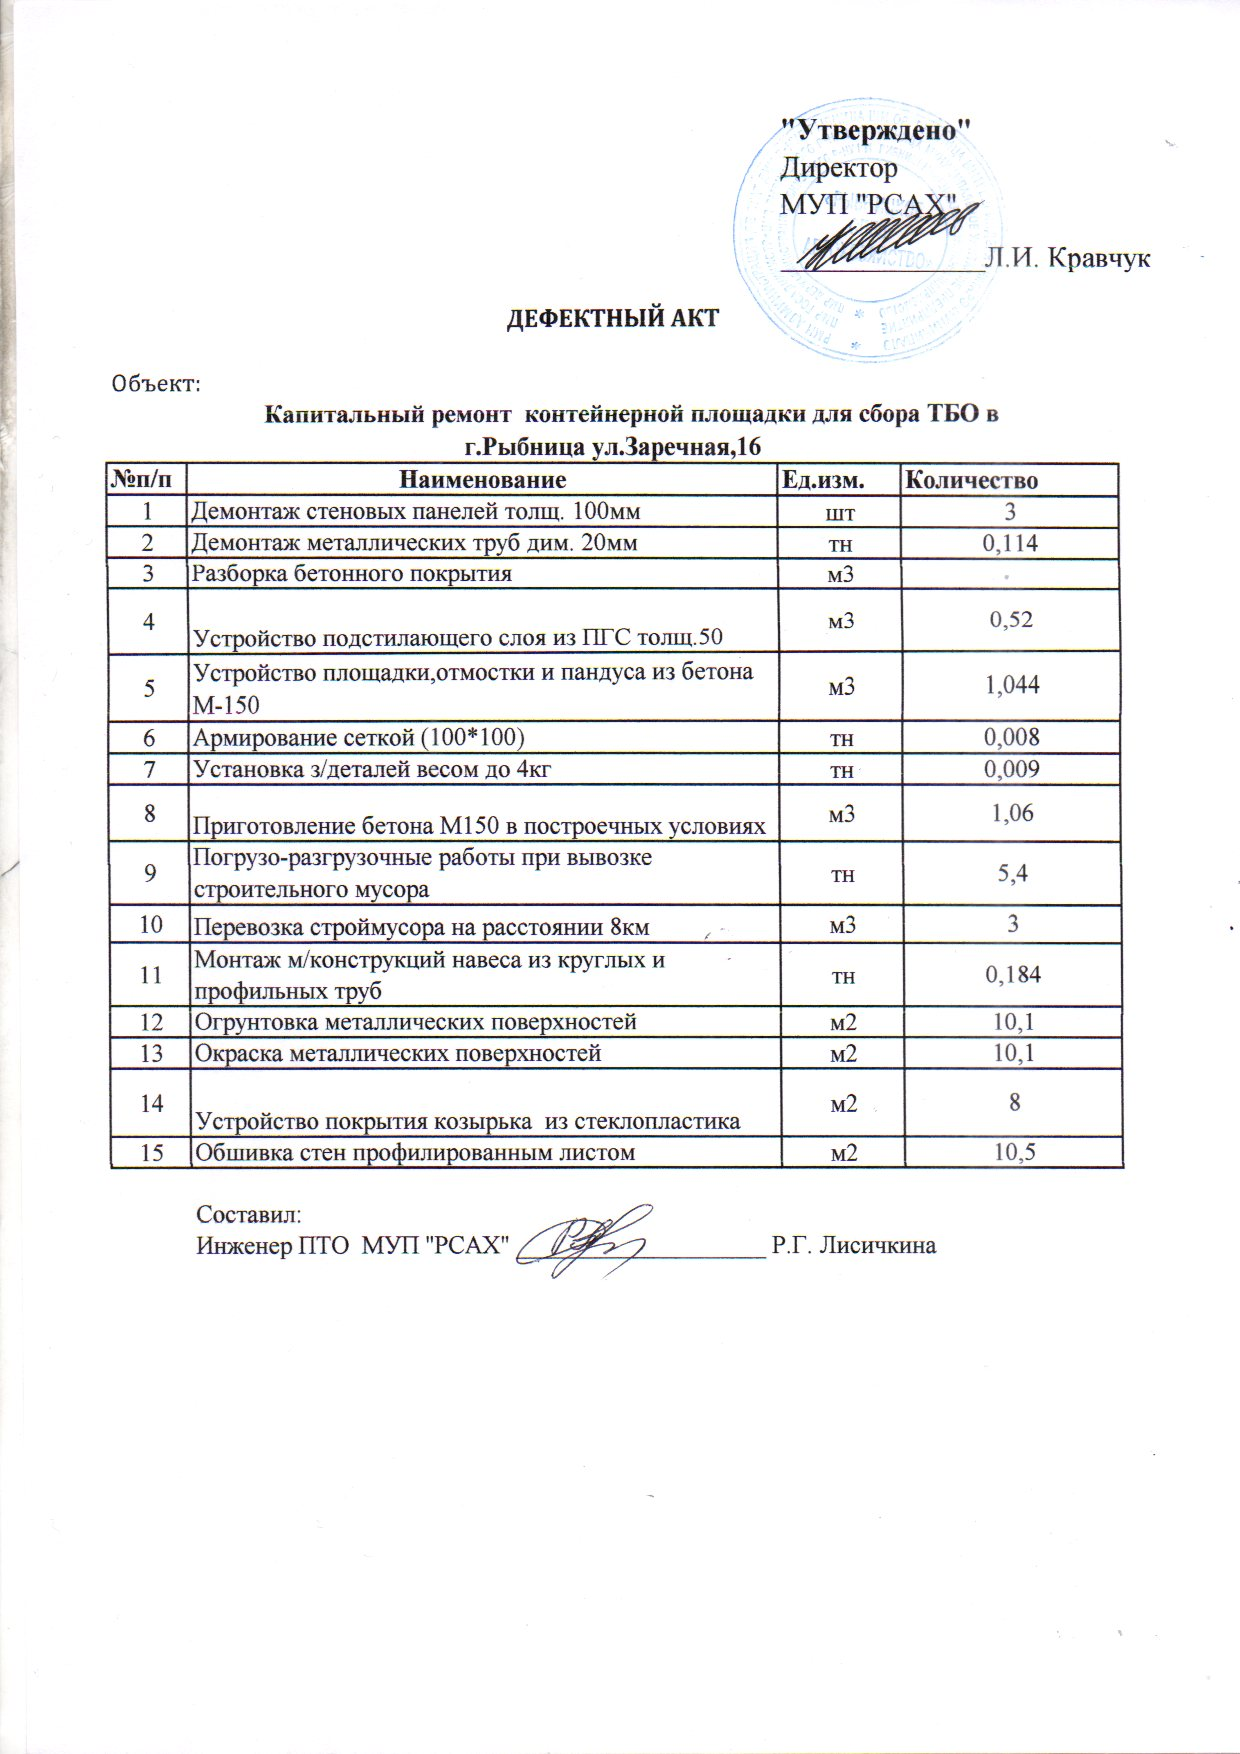 "Утверждено"
Директор
МУП "РСАХ"
Л.И. Кравчук
ДЕФЕКТНЫЙ АКТ
Объект:
Капитальный ремонт контейнерной площадки для сбора ТБО в
г.Рыбница ул.Заречная,16
№п/п Наименование Ед.изм. Количество
1 Демонтаж стеновых панелей толщ. 100мм шт 3
2 Демонтаж металлических труб дим. 20мм тн 0,114
3 Разборка бетонного покрытия м3
4 Устройство подстилающего слоя из ПГС толщ.50 м3 0,52
5 Устройство площадки,отмостки и пандуса из бетона
М-150 м3 1,044
6 Армирование сеткой (100*100) тн 0,008
7 Установка з/деталей весом до 4кг тн 0,009
8 Приготовление бетона М150 в построечных условиях м3 1,06
9 Погрузо-разгрузочные работы при вывозке
строительного мусора тн 5,4
10 Перевозка строймусора на расстоянии 8км м3 3
11 Монтаж м/конструкций навеса из круглых и
профильных труб тн 0,184
12 Огрунтовка металлических поверхностей м2 10,1
13 Окраска металлических поверхностей м2 10,1
14 Устройство покрытия козырька из стеклопластика м2 8
15 Обшивка стен профилированным листом м2 10,5
Составил:
Инженер ПТО МУП "РСАХ" Р.Г. Лисичкина